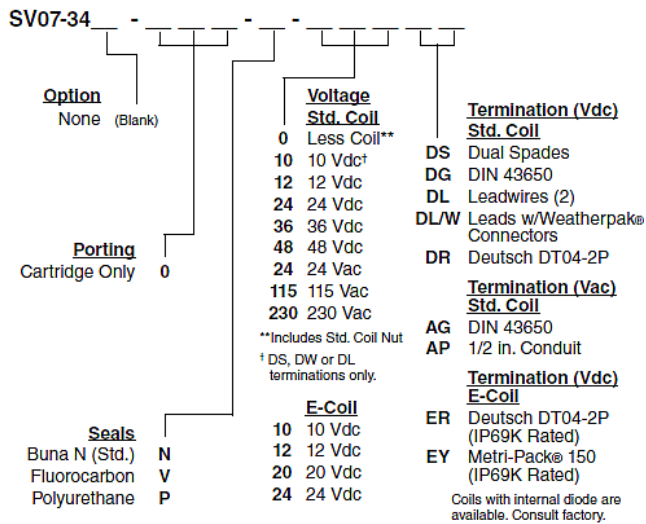 SV07-34__ - __ __ __ - __ - __ __ __ __ __
Option
None (Blank)
Porting
Cartridge Only 0
Seals
Buna N (Std.) N
Fluorocarbon V
Polyurethane P
Voltage
Std. Coil
0 Less Coil**
10 10 Vdc†
12 12 Vdc
24 24 Vdc
36 36 Vdc
48 48 Vdc
24 24 Vac
115 115 Vac
230 230 Vac
**Includes Std. Coil Nut
† DS, DW or DL
terminations only.
E-Coil
10 10 Vdc
12 12 Vdc
20 20 Vdc
24 24 Vdc
Termination (Vdc)
Std. Coil
DS Dual Spades
DG DIN 43650
DL Leadwires (2)
DL/W Leads w/Weatherpak®
Connectors
DR Deutsch DT04-2P
Termination (Vac)
Std. Coil
AG DIN 43650
AP 1/2 in. Conduit
Termination (Vdc)
E-Coil
ER Deutsch DT04-2P
(IP69K Rated)
EY Metri-Pack® 150
(IP69K Rated)
Coils with internal diode are
available. Consult factory.